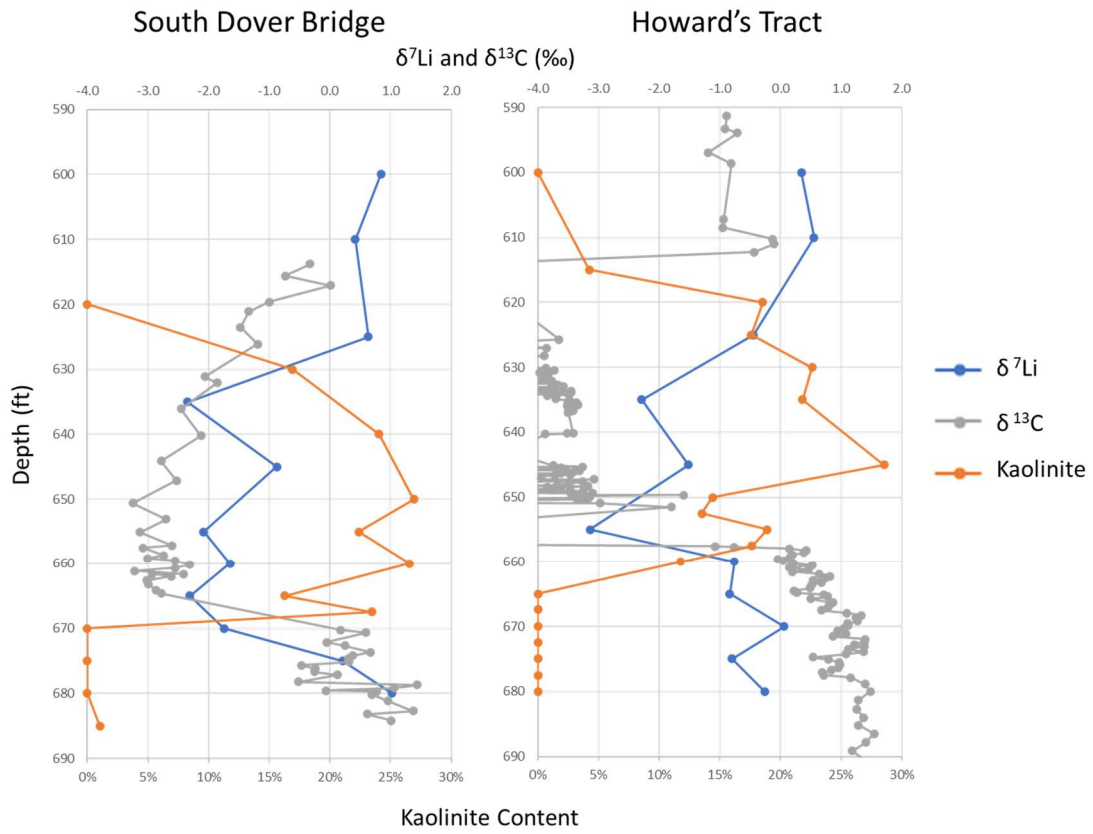 South Dover Bridge
Howard's Tract
δ⁷Li and δ¹³C (‰)
-4.0 -3.0 -2.0 -1.0 0.0 1.0 2.0
-4.0 -3.0 -2.0 -1.0 0.0 1.0 2.0
590
600
610
620
630
640
650
660
670
680
690
590
600
610
620
630
640
650
660
670
680
690
Depth (ft)
0% 5% 10% 15% 20% 25% 30%
0% 5% 10% 15% 20% 25% 30%
Kaolinite Content
δ ⁷Li
δ ¹³C
Kaolinite